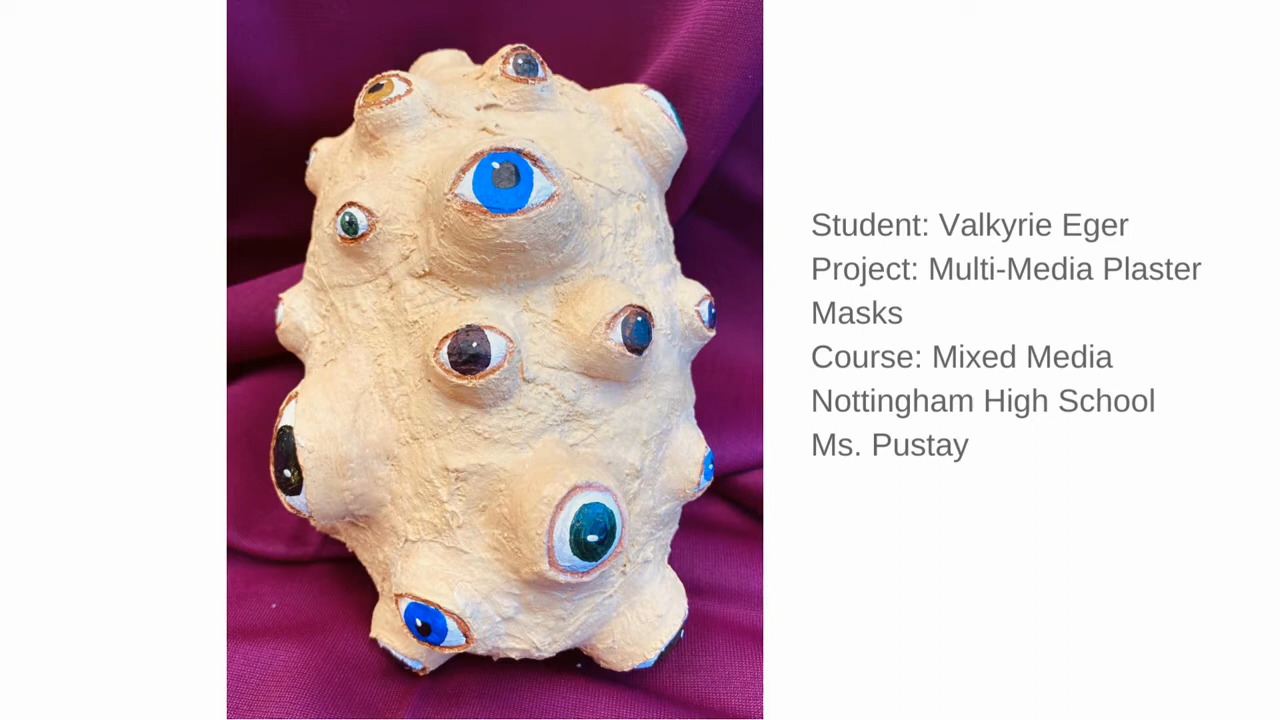 Student: Valkyrie Eger
Project: Multi-Media Plaster
Masks
Course: Mixed Media
Nottingham High School
Ms. Pustay